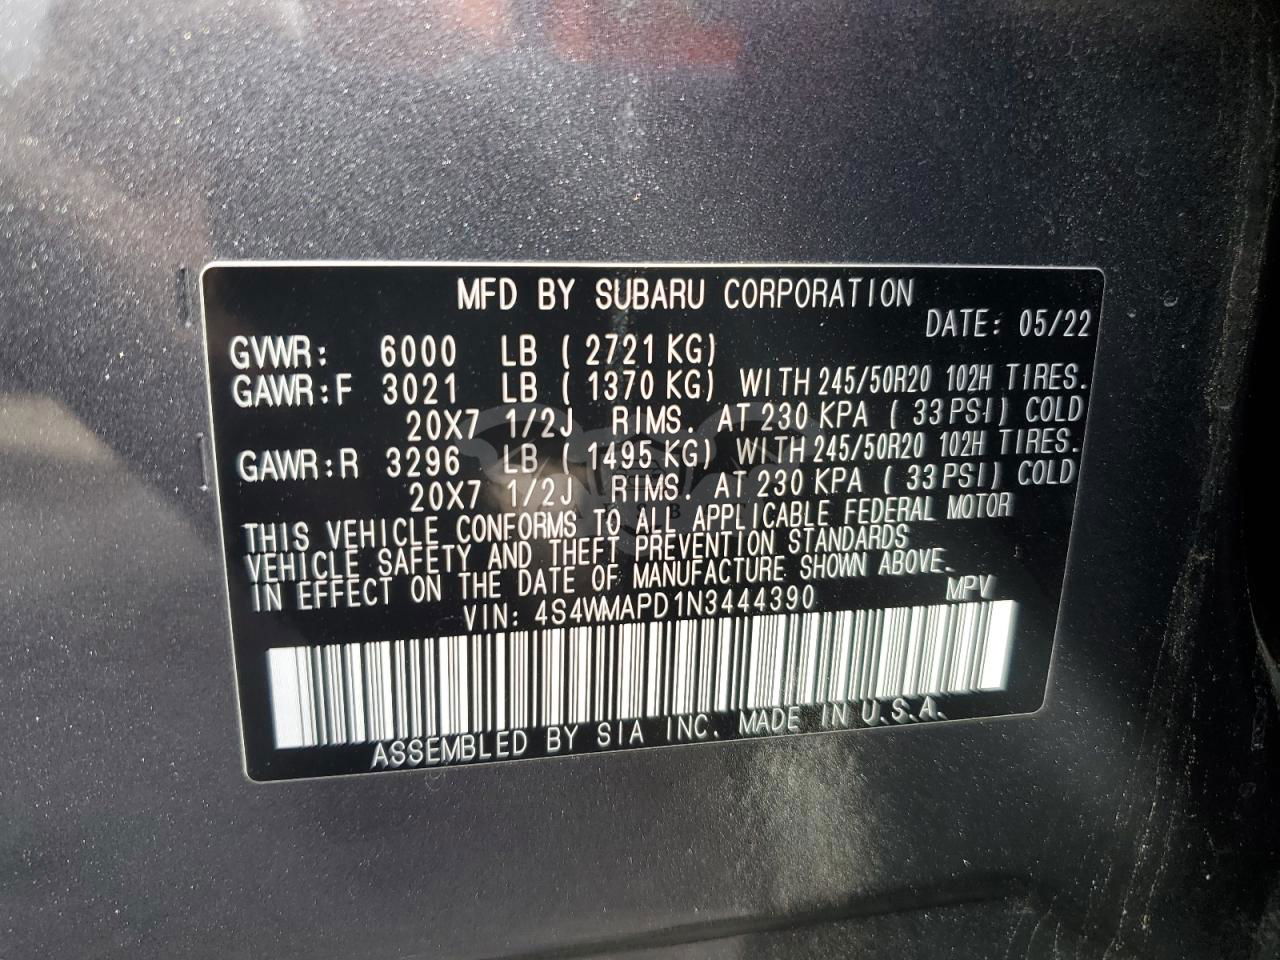 MFD BY SUBARU CORPORATION
DATE: 05/22
GVWR: 6000 LB ( 2721 KG)
GAWR:F 3021 LB ( 1370 KG) WITH 245/50R20 102H TIRES.
20X7 1/2J RIMS. AT 230 KPA ( 33 PSI) COLD
GAWR:R 3296 LB ( 1495 KG) WITH 245/50R20 102H TIRES.
20X7 1/2J RIMS. AT 230 KPA ( 33 PSI) COLD
THIS VEHICLE CONFORMS TO ALL APPLICABLE FEDERAL MOTOR
VEHICLE SAFETY AND THEFT PREVENTION STANDARDS
IN EFFECT ON THE DATE OF MANUFACTURE SHOWN ABOVE.
VIN: 4S4WMAPD1N3444390 MPV
ASSEMBLED BY SIA INC. MADE IN U.S.A.